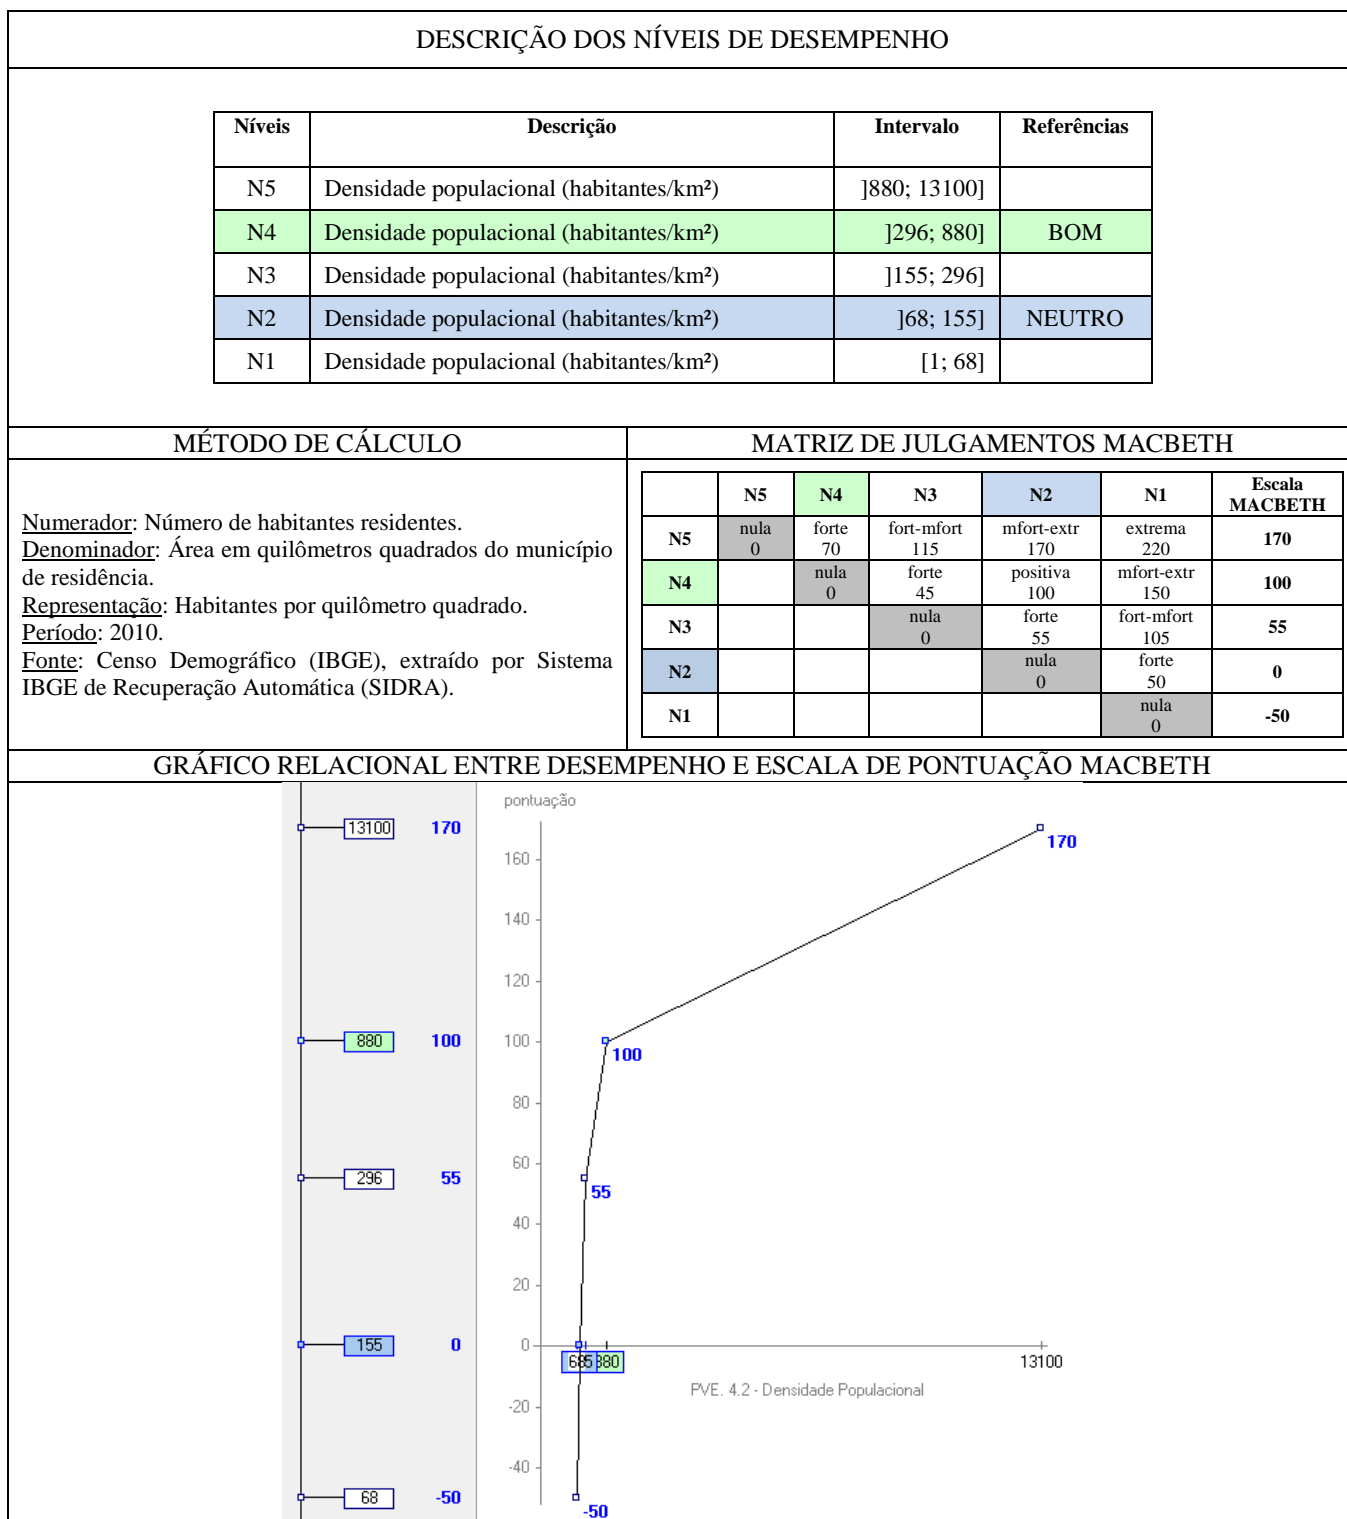 DESCRIÇÃO DOS NÍVEIS DE DESEMPENHO
Níveis Descrição Intervalo Referências
N5 Densidade populacional (habitantes/km²) ]880; 13100]
N4 Densidade populacional (habitantes/km²) ]296; 880] BOM
N3 Densidade populacional (habitantes/km²) ]155; 296]
N2 Densidade populacional (habitantes/km²) ]68; 155] NEUTRO
N1 Densidade populacional (habitantes/km²) [1; 68]
MÉTODO DE CÁLCULO
Numerador: Número de habitantes residentes.
Denominador: Área em quilômetros quadrados do município
de residência.
Representação: Habitantes por quilômetro quadrado.
Período: 2010.
Fonte: Censo Demográfico (IBGE), extraído por Sistema
IBGE de Recuperação Automática (SIDRA).
MATRIZ DE JULGAMENTOS MACBETH
N5 N4 N3 N2 N1 Escala
MACBETH
N5 nula forte fort-mfort mfort-extr extrema 170
0 70 115 170 220
N4 nula forte positiva mfort-extr 100
0 45 100 150
N3 nula forte fort-mfort 55
0 55 105
N2 nula forte 0
0 50
N1 nula -50
0
GRÁFICO RELACIONAL ENTRE DESEMPENHO E ESCALA DE PONTUAÇÃO MACBETH
13100 170
880 100
296 55
155 0
68 -50
pontuação
160
140
120
100
80
60
40
20
0
-20
-40
170
100
55
-50
68 5 880 13100
PVE. 4.2 - Densidade Populacional